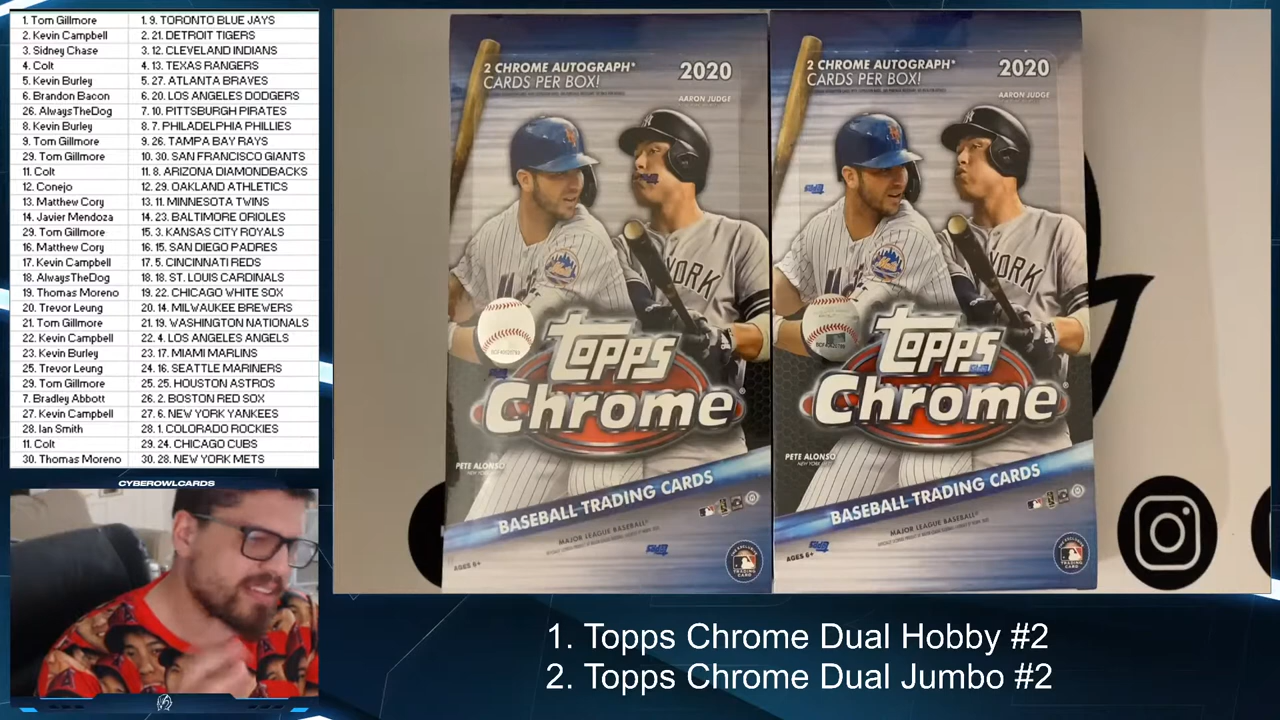 1. Tom Gillmore 1. 9. TORONTO BLUE JAYS
2. Kevin Campbell 2. 21. DETROIT TIGERS
3. Sidney Chase 3. 12. CLEVELAND INDIANS
4. Colt 4. 13. TEXAS RANGERS
5. Kevin Burley 5. 27. ATLANTA BRAVES
6. Brandon Bacon 6. 20. LOS ANGELES DODGERS
26. AlwaysTheDog 7. 10. PITTSBURGH PIRATES
8. Kevin Burley 8. 7. PHILADELPHIA PHILLIES
9. Tom Gillmore 9. 26. TAMPA BAY RAYS
29. Tom Gillmore 10. 30. SAN FRANCISCO GIANTS
11. Colt 11. 8. ARIZONA DIAMONDBACKS
12. Conejo 12. 29. OAKLAND ATHLETICS
13. Matthew Cory 13. 11. MINNESOTA TWINS
14. Javier Mendoza 14. 23. BALTIMORE ORIOLES
29. Tom Gillmore 15. 3. KANSAS CITY ROYALS
16. Matthew Cory 16. 15. SAN DIEGO PADRES
17. Kevin Campbell 17. 5. CINCINNATI REDS
18. AlwaysTheDog 18. 18. ST. LOUIS CARDINALS
19. Thomas Moreno 19. 22. CHICAGO WHITE SOX
20. Trevor Leung 20. 14. MILWAUKEE BREWERS
21. Tom Gillmore 21. 19. WASHINGTON NATIONALS
22. Kevin Campbell 22. 4. LOS ANGELES ANGELS
23. Kevin Burley 23. 17. MIAMI MARLINS
25. Trevor Leung 24. 16. SEATTLE MARINERS
29. Tom Gillmore 25. 25. HOUSTON ASTROS
7. Bradley Abbott 26. 2. BOSTON RED SOX
27. Kevin Campbell 27. 6. NEW YORK YANKEES
28. Ian Smith 28. 1. COLORADO ROCKIES
11. Colt 29. 24. CHICAGO CUBS
30. Thomas Moreno 30. 28. NEW YORK METS
CYBEROWLCARDS
2 CHROME AUTOGRAPH*
CARDS PER BOX!
2020
AARON JUDGE
YORK
Topps
Chrome
PETE ALONSO
BASEBALL TRADING CARDS
MAJOR LEAGUE BASEBALL
AGES 6+
2 CHROME AUTOGRAPH*
CARDS PER BOX!
2020
AARON JUDGE
YORK
Topps
Chrome
PETE ALONSO
BASEBALL TRADING CARDS
MAJOR LEAGUE BASEBALL
AGES 6+
1. Topps Chrome Dual Hobby #2
2. Topps Chrome Dual Jumbo #2